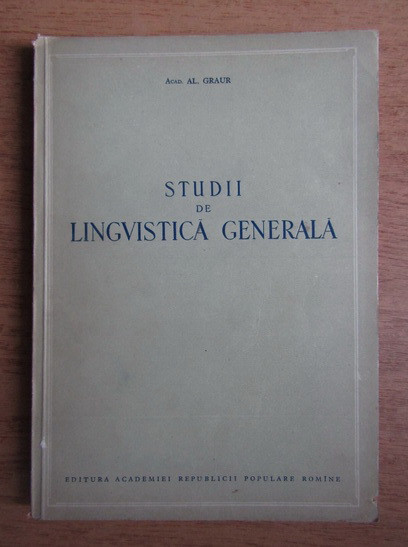 Acad. AL. GRAUR
STUDII
DE
LINGVISTICĂ GENERALĂ
EDITURA ACADEMIEI REPUBLICII POPULARE ROMÎNE